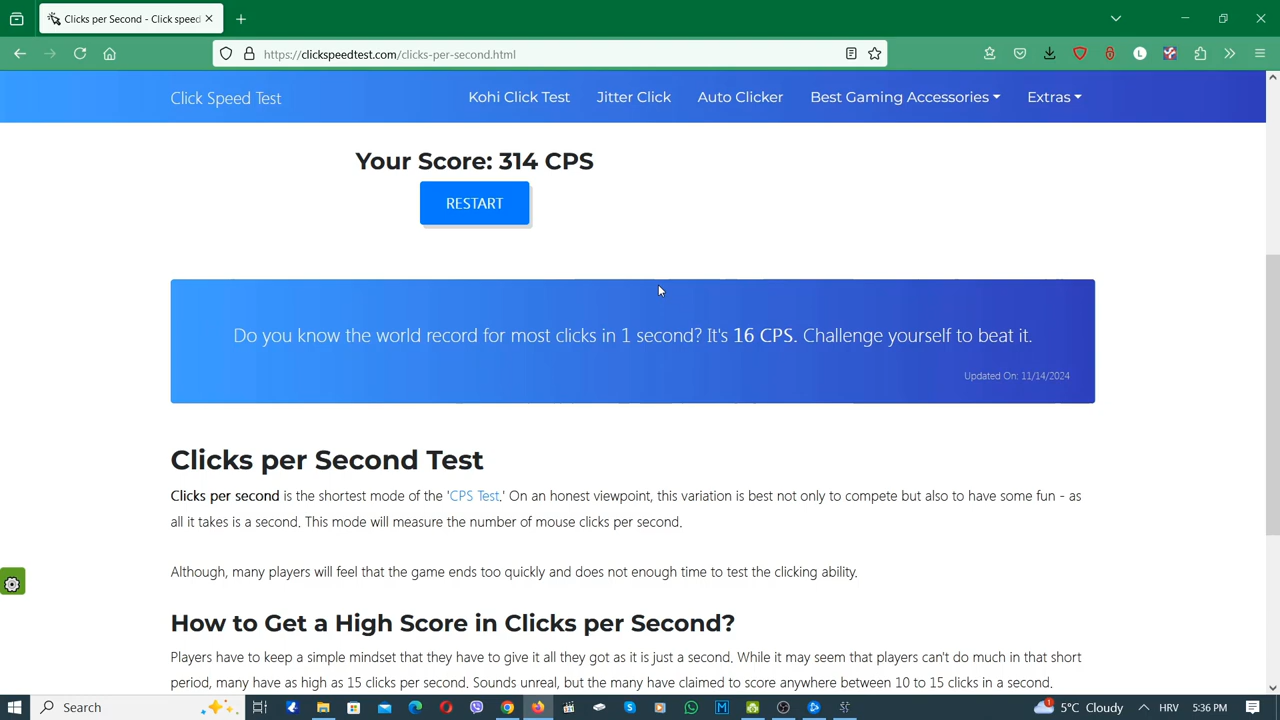 Clicks per Second - Click speed
https://clickspeedtest.com/clicks-per-second.html
Click Speed Test
Kohi Click Test
Jitter Click
Auto Clicker
Best Gaming Accessories
Extras
Your Score: 314 CPS
RESTART
Do you know the world record for most clicks in 1 second? It's 16 CPS. Challenge yourself to beat it.
Updated On: 11/14/2024
Clicks per Second Test
Clicks per second is the shortest mode of the 'CPS Test.' On an honest viewpoint, this variation is best not only to compete but also to have some fun - as
all it takes is a second. This mode will measure the number of mouse clicks per second.
Although, many players will feel that the game ends too quickly and does not enough time to test the clicking ability.
How to Get a High Score in Clicks per Second?
Players have to keep a simple mindset that they have to give it all they got as it is just a second. While it may seem that players can't do much in that short
period, many have as high as 15 clicks per second. Sounds unreal, but the many have claimed to score anywhere between 10 to 15 clicks in a second.
Search
5°C Cloudy
HRV
5:36 PM